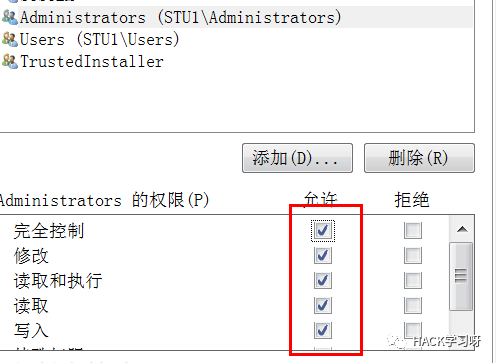 Administrators (STU1\Administrators)
Users (STU1\Users)
TrustedInstaller
添加(D)...
删除(R)
Administrators 的权限(P)
允许
拒绝
完全控制
修改
读取和执行
读取
写入
HACK学习呀